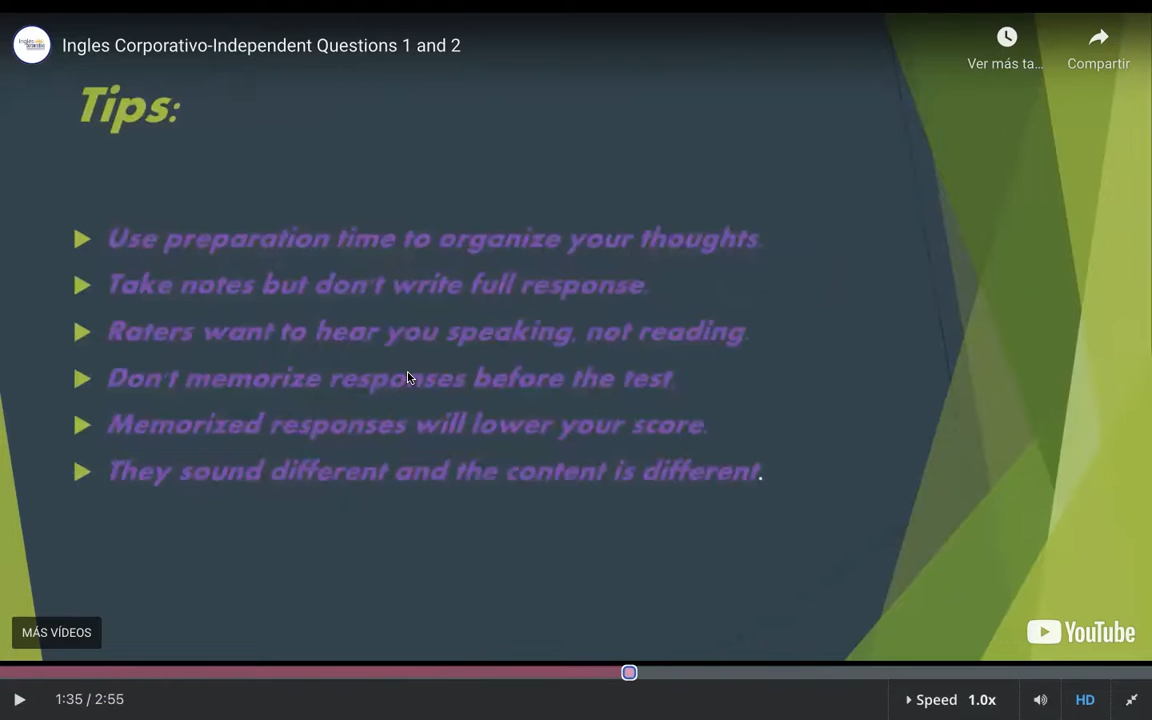 Ingles Corporativo-Independent Questions 1 and 2
Ver más ta...
Compartir
Tips:
Use preparation time to organize your thoughts.
Take notes but don't write full response.
Raters want to hear you speaking, not reading.
Don't memorize responses before the test.
Memorized responses will lower your score.
They sound different and the content is different.
MÁS VÍDEOS
YouTube
1:35 / 2:55
Speed 1.0x
HD